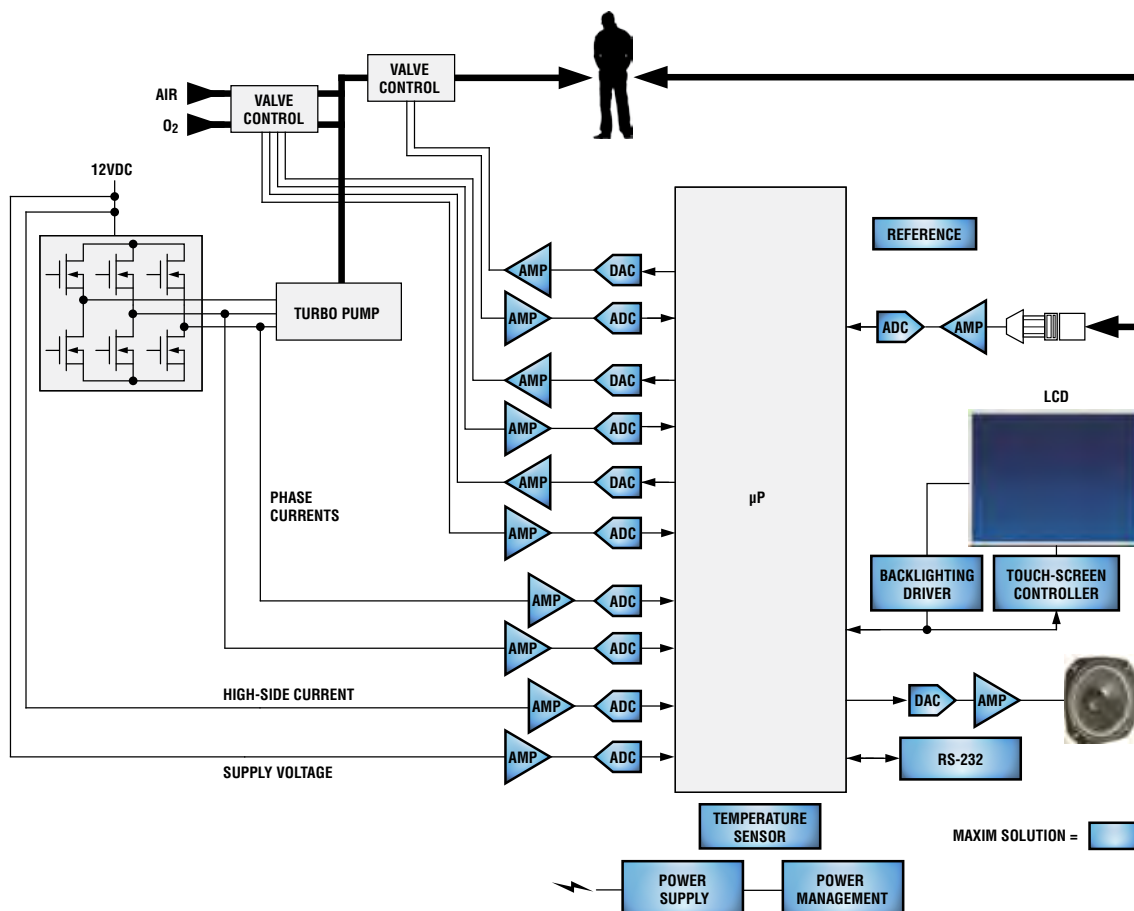 VALVE
CONTROL
AIR
O2
VALVE
CONTROL
12VDC
TURBO PUMP
REFERENCE
AMP
DAC
AMP
ADC
ADC
AMP
AMP
DAC
LCD
AMP
ADC
AMP
DAC
PHASE
CURRENTS
µP
AMP
ADC
BACKLIGHTING
DRIVER
TOUCH-SCREEN
CONTROLLER
AMP
ADC
AMP
ADC
HIGH-SIDE CURRENT
AMP
ADC
DAC
AMP
SUPPLY VOLTAGE
AMP
ADC
RS-232
TEMPERATURE
SENSOR
MAXIM SOLUTION =
POWER
SUPPLY
POWER
MANAGEMENT